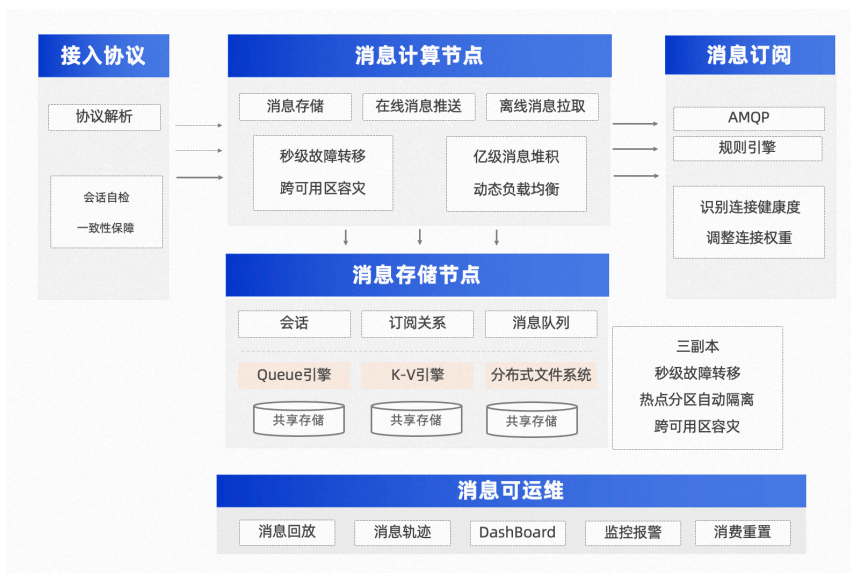 接入协议
协议解析
会话自检
一致性保障
消息计算节点
消息存储
在线消息推送
离线消息拉取
秒级故障转移
跨可用区容灾
亿级消息堆积
动态负载均衡
消息订阅
AMQP
规则引擎
识别连接健康度
调整连接权重
消息存储节点
会话
订阅关系
消息队列
Queue引擎
K-V引擎
分布式文件系统
共享存储
共享存储
共享存储
三副本
秒级故障转移
热点分区自动隔离
跨可用区容灾
消息可运维
消息回放
消息轨迹
DashBoard
监控报警
消费重置